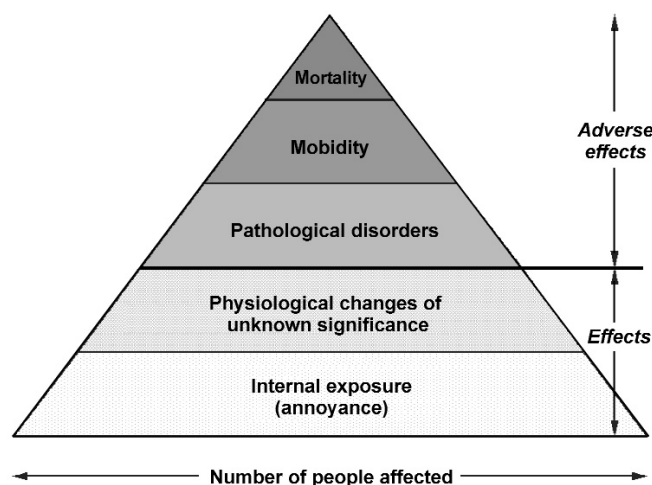 Mortality
Mobidity
Adverse
effects
Pathological disorders
Physiological changes of
unknown significance
Effects
Internal exposure
(annoyance)
Number of people affected